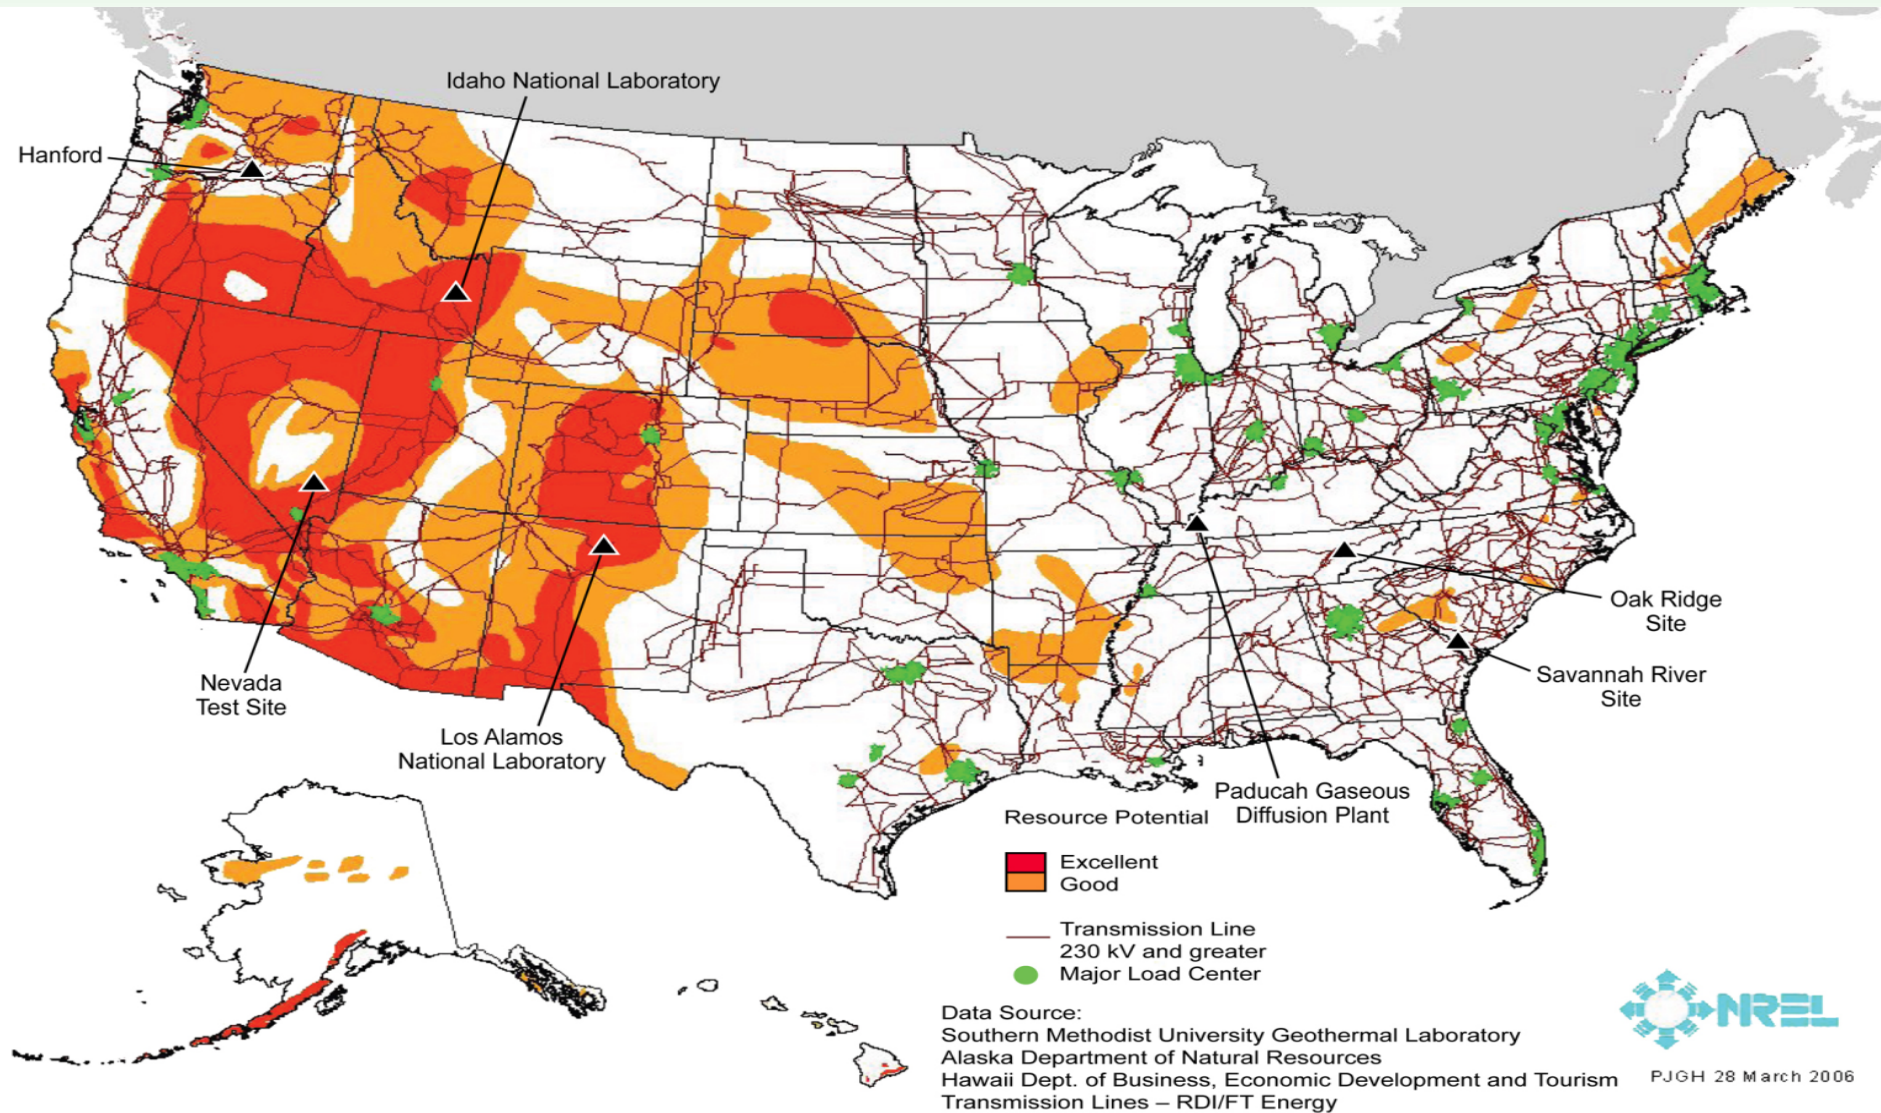 Idaho National Laboratory
Hanford
Oak Ridge
Site
Savannah River
Site
Nevada
Test Site
Los Alamos
National Laboratory
Paducah Gaseous
Diffusion Plant
Resource Potential
Excellent
Good
Transmission Line
230 kV and greater
Major Load Center
Data Source:
Southern Methodist University Geothermal Laboratory
Alaska Department of Natural Resources
Hawaii Dept. of Business, Economic Development and Tourism
Transmission Lines – RDI/FT Energy
NREL
PJGH 28 March 2006